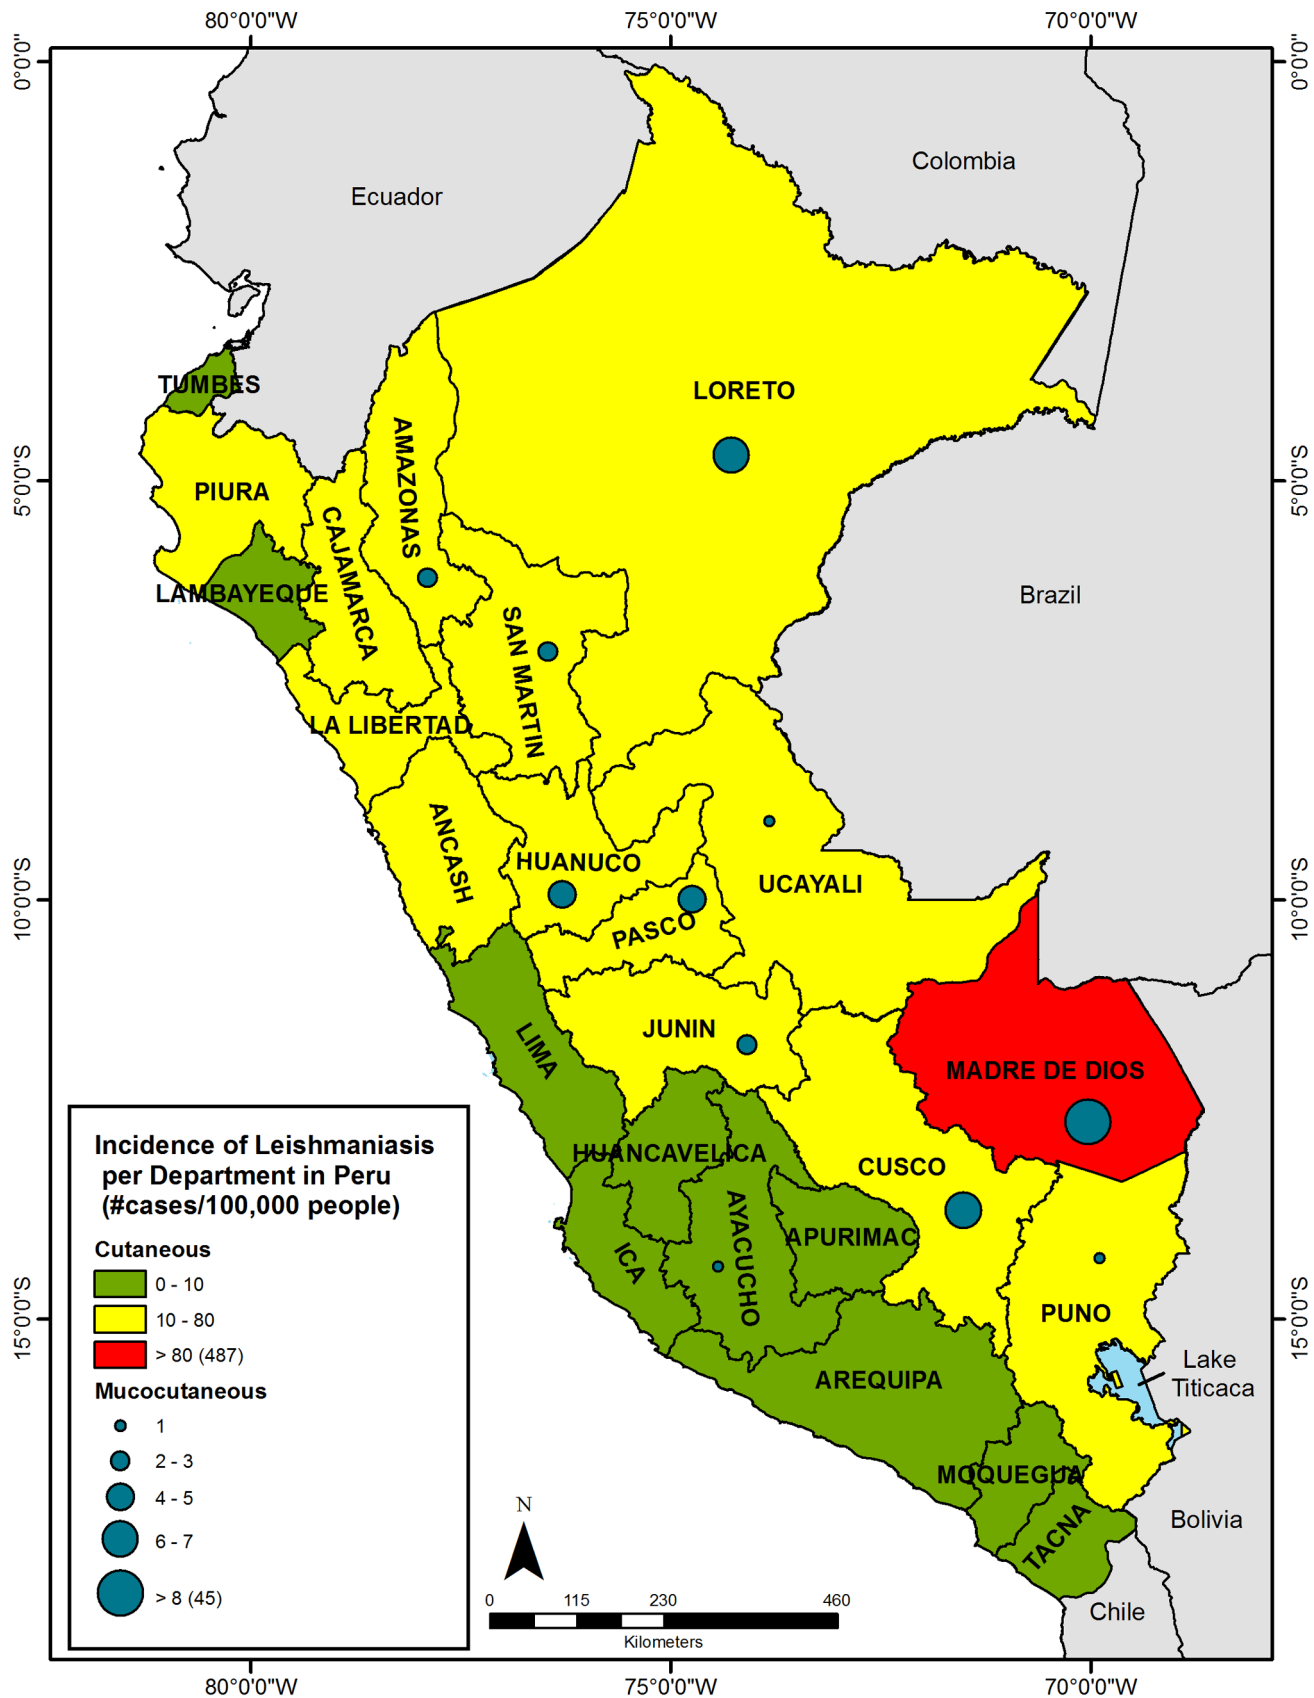 80°0'0"W
75°0'0"W
70°0'0"W
0°0'0"
0°0'0"
Colombia
Ecuador
TUMBES
LORETO
AMAZONAS
5°0'0"S
5°0'0"S
PIURA
CAJAMARCA
LAMBAYEQUE
Brazil
SAN MARTIN
LA LIBERTAD
ANCASH
HUANUCO
UCAYALI
10°0'0"S
10°0'0"S
PASCO
JUNIN
LIMA
MADRE DE DIOS
HUANCAVELICA
CUSCO
AYACUCHO
APURIMAC
ICA
PUNO
15°0'0"S
15°0'0"S
Lake
Titicaca
AREQUIPA
MOQUEGUA
TACNA
Bolivia
Chile
Incidence of Leishmaniasis
per Department in Peru
(#cases/100,000 people)
Cutaneous
0 - 10
10 - 80
> 80 (487)
Mucocutaneous
1
2 - 3
4 - 5
6 - 7
> 8 (45)
N
0 115 230 460
Kilometers
80°0'0"W
75°0'0"W
70°0'0"W